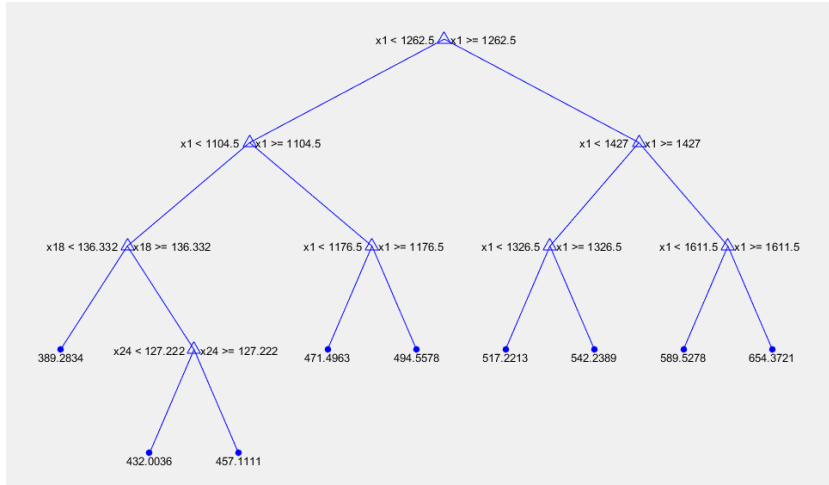 x1 < 1262.5 x1 >= 1262.5
x1 < 1104.5 x1 >= 1104.5
x1 < 1427 x1 >= 1427
x18 < 136.332 x18 >= 136.332
x1 < 1176.5 x1 >= 1176.5
x1 < 1326.5 x1 >= 1326.5
x1 < 1611.5 x1 >= 1611.5
389.2834
x24 < 127.222 x24 >= 127.222
471.4963
494.5578
517.2213
542.2389
589.5278
654.3721
432.0036
457.1111